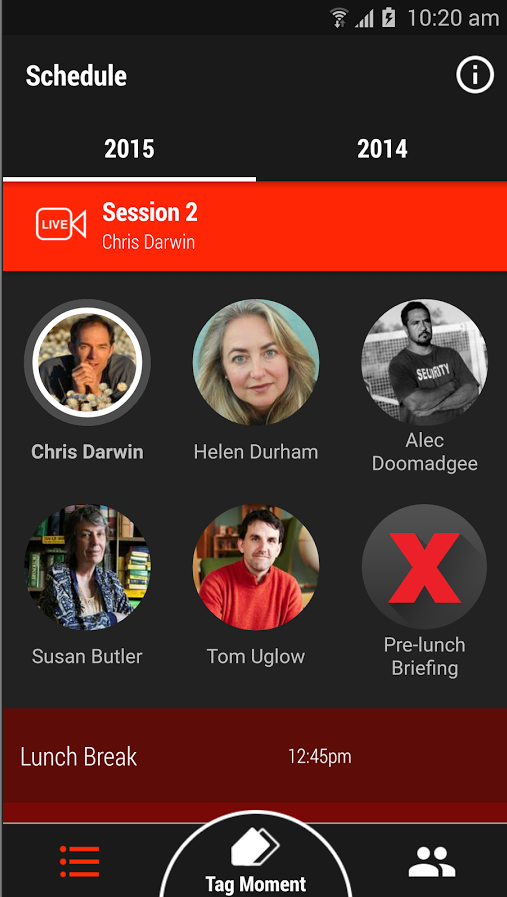 10:20 am
Schedule
2015
2014
LIVE
Session 2
Chris Darwin
Chris Darwin
Helen Durham
SECURITY
Alec
Doomadgee
Susan Butler
Tom Uglow
X
Pre-lunch
Briefing
Lunch Break
12:45pm
Tag Moment